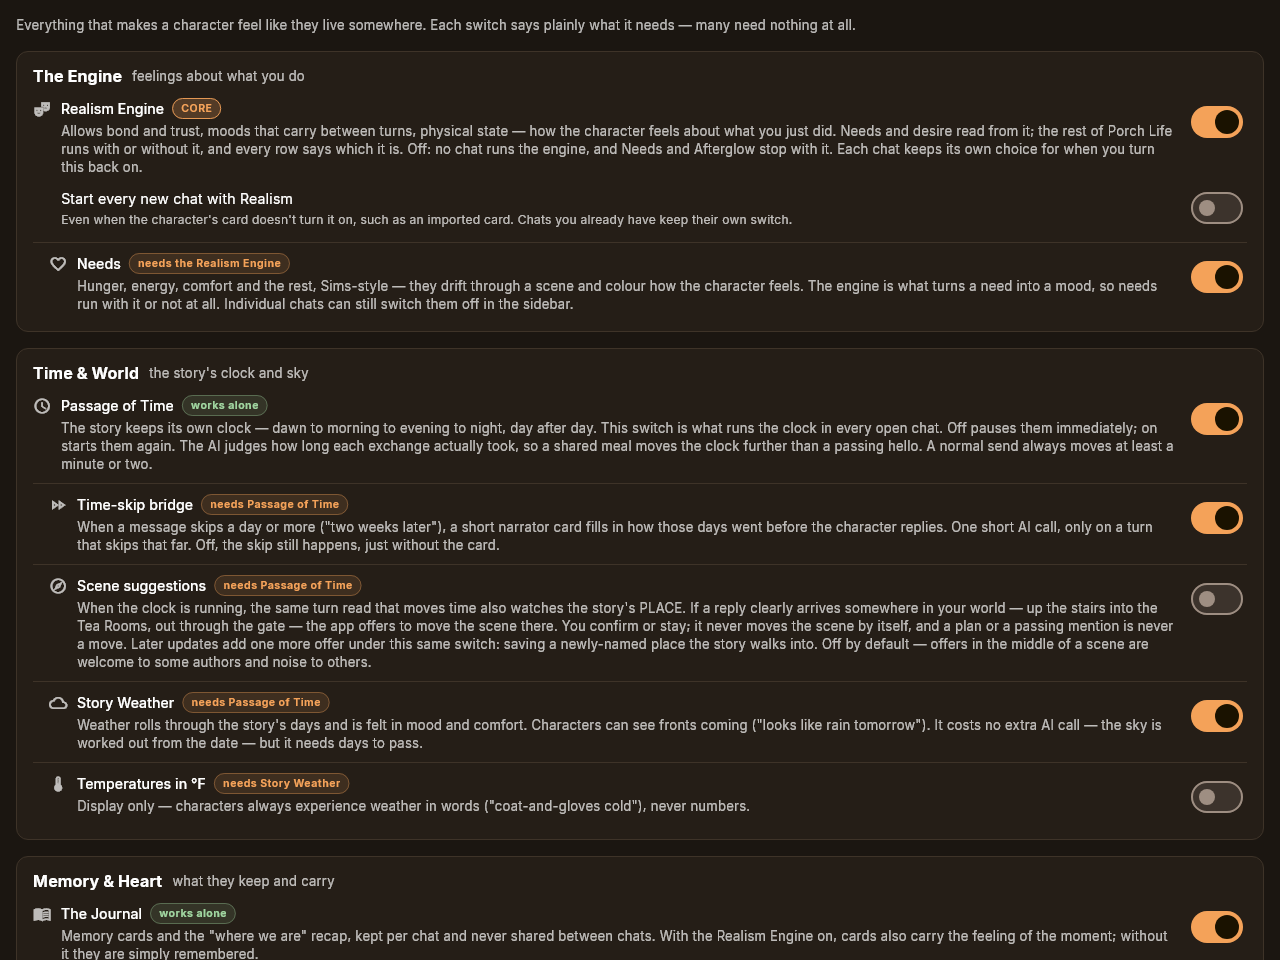 Everything that makes a character feel like they live somewhere. Each switch says plainly what it needs — many need nothing at all.
The Engine feelings about what you do
Realism Engine CORE
Allows bond and trust, moods that carry between turns, physical state — how the character feels about what you just did. Needs and desire read from it; the rest of Porch Life
runs with or without it, and every row says which it is. Off: no chat runs the engine, and Needs and Afterglow stop with it. Each chat keeps its own choice for when you turn
this back on.
Start every new chat with Realism
Even when the character's card doesn't turn it on, such as an imported card. Chats you already have keep their own switch.
Needs needs the Realism Engine
Hunger, energy, comfort and the rest, Sims-style — they drift through a scene and colour how the character feels. The engine is what turns a need into a mood, so needs
run with it or not at all. Individual chats can still switch them off in the sidebar.
Time & World the story's clock and sky
Passage of Time works alone
The story keeps its own clock — dawn to morning to evening to night, day after day. This switch is what runs the clock in every open chat. Off pauses them immediately; on
starts them again. The AI judges how long each exchange actually took, so a shared meal moves the clock further than a passing hello. A normal send always moves at least a
minute or two.
Time-skip bridge needs Passage of Time
When a message skips a day or more ("two weeks later"), a short narrator card fills in how those days went before the character replies. One short AI call, only on a turn
that skips that far. Off, the skip still happens, just without the card.
Scene suggestions needs Passage of Time
When the clock is running, the same turn read that moves time also watches the story's PLACE. If a reply clearly arrives somewhere in your world — up the stairs into the
Tea Rooms, out through the gate — the app offers to move the scene there. You confirm or stay; it never moves the scene by itself, and a plan or a passing mention is never
a move. Later updates add one more offer under this same switch: saving a newly-named place the story walks into. Off by default — offers in the middle of a scene are
welcome to some authors and noise to others.
Story Weather needs Passage of Time
Weather rolls through the story's days and is felt in mood and comfort. Characters can see fronts coming ("looks like rain tomorrow"). It costs no extra AI call — the sky is
worked out from the date — but it needs days to pass.
Temperatures in °F needs Story Weather
Display only — characters always experience weather in words ("coat-and-gloves cold"), never numbers.
Memory & Heart what they keep and carry
The Journal works alone
Memory cards and the "where we are" recap, kept per chat and never shared between chats. With the Realism Engine on, cards also carry the feeling of the moment; without
it they are simply remembered.